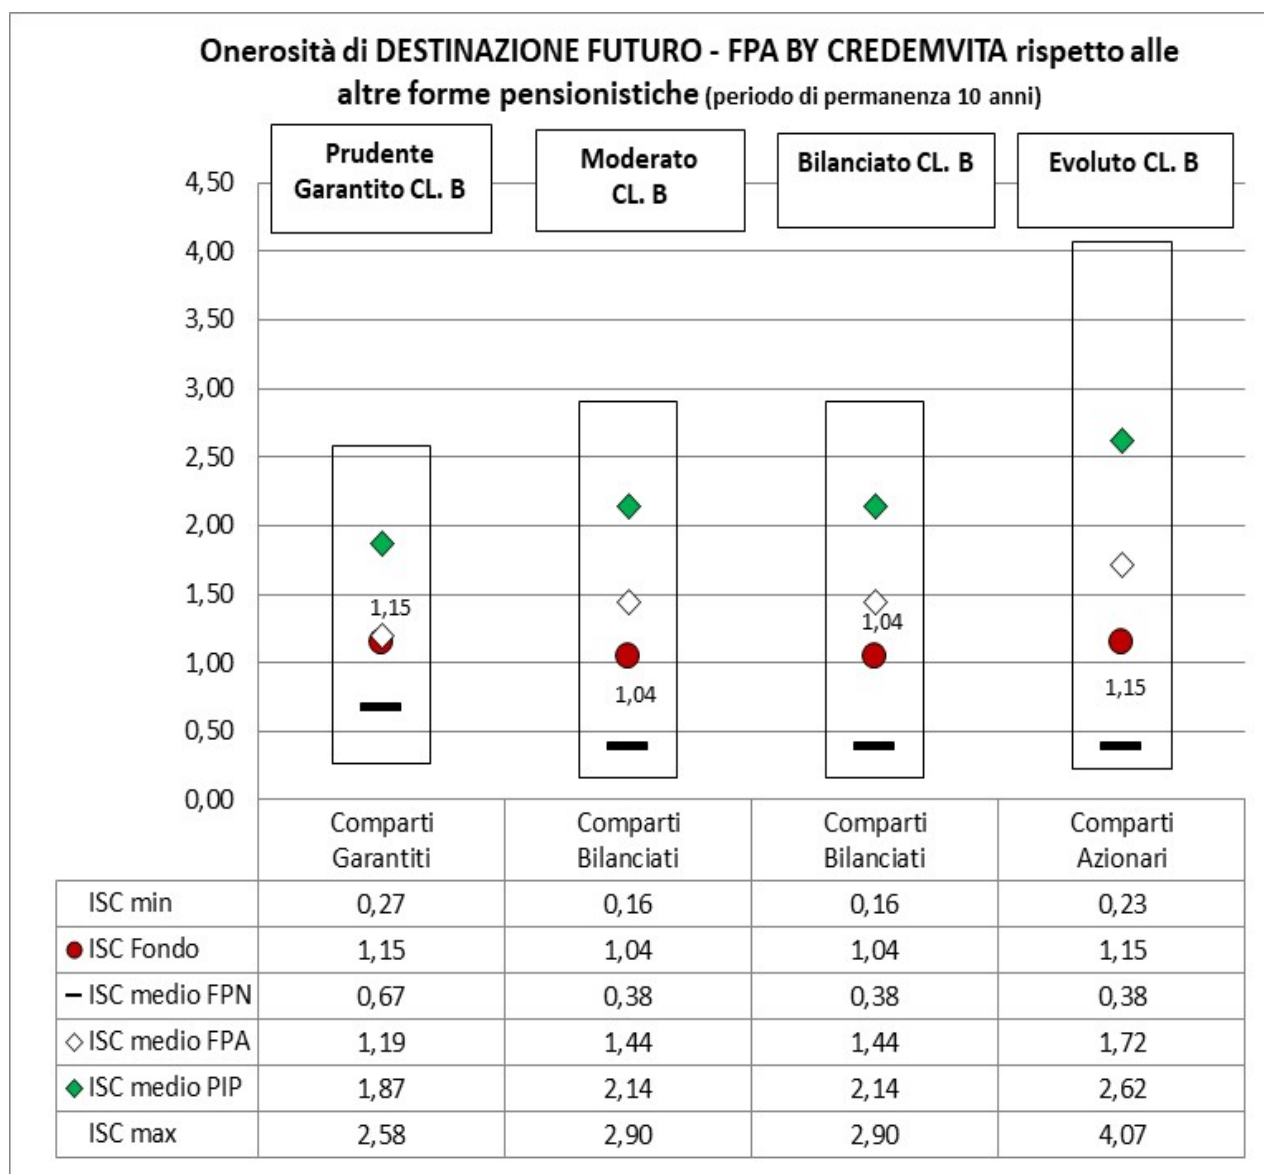 Onerosità di DESTINAZIONE FUTURO - FPA BY CREDEMVITA rispetto alle
altre forme pensionistiche (periodo di permanenza 10 anni)
Prudente
Garantito CL. B
Moderato
CL. B
Bilanciato CL. B
Evoluto CL. B
4,50
4,00
3,50
3,00
2,50
2,00
1,50
1,00
0,50
0,00
1,15
1,04
1,04
1,15
Comparti
Garantiti
Comparti
Bilanciati
Comparti
Bilanciati
Comparti
Azionari
ISC min 0,27 0,16 0,16 0,23
ISC Fondo 1,15 1,04 1,04 1,15
ISC medio FPN 0,67 0,38 0,38 0,38
ISC medio FPA 1,19 1,44 1,44 1,72
ISC medio PIP 1,87 2,14 2,14 2,62
ISC max 2,58 2,90 2,90 4,07